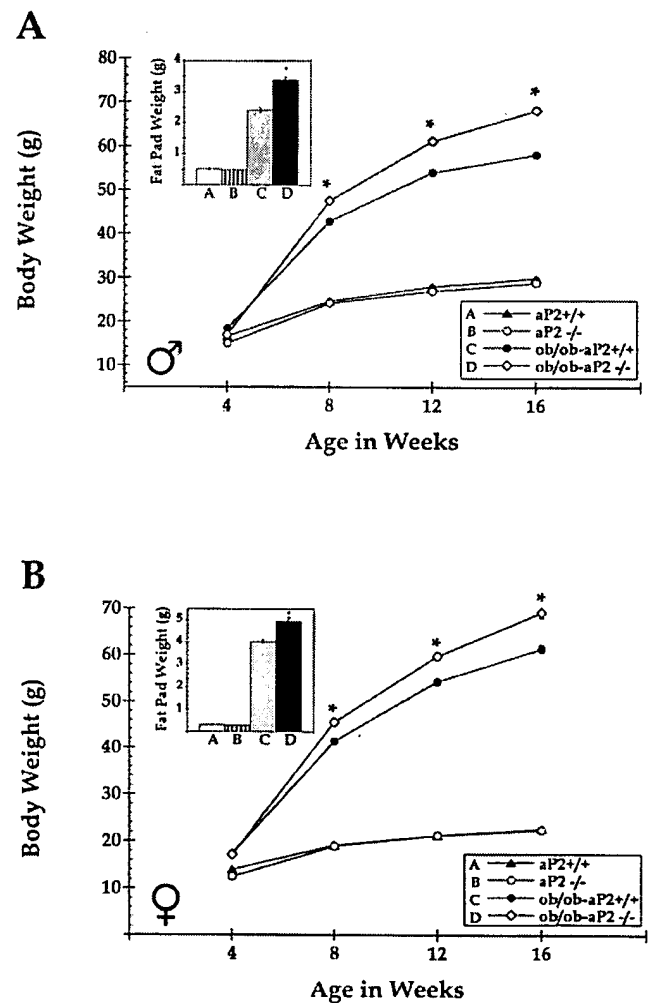 A
Body Weight (g)
80
70
60
50
40
30
20
10
Fat Pad Weight (g)
4
3
2
1
A B C D
*
*
*
♂
A aP2+/+
B aP2 -/-
C ob/ob-aP2+/+
D ob/ob-aP2 -/-
4 8 12 16
Age in Weeks
B
Body Weight (g)
70
60
50
40
30
20
10
Fat Pad Weight (g)
5
4
3
2
1
A B C D
*
*
*
♀
A aP2+/+
B aP2 -/-
C ob/ob-aP2+/+
D ob/ob-aP2 -/-
4 8 12 16
Age in Weeks